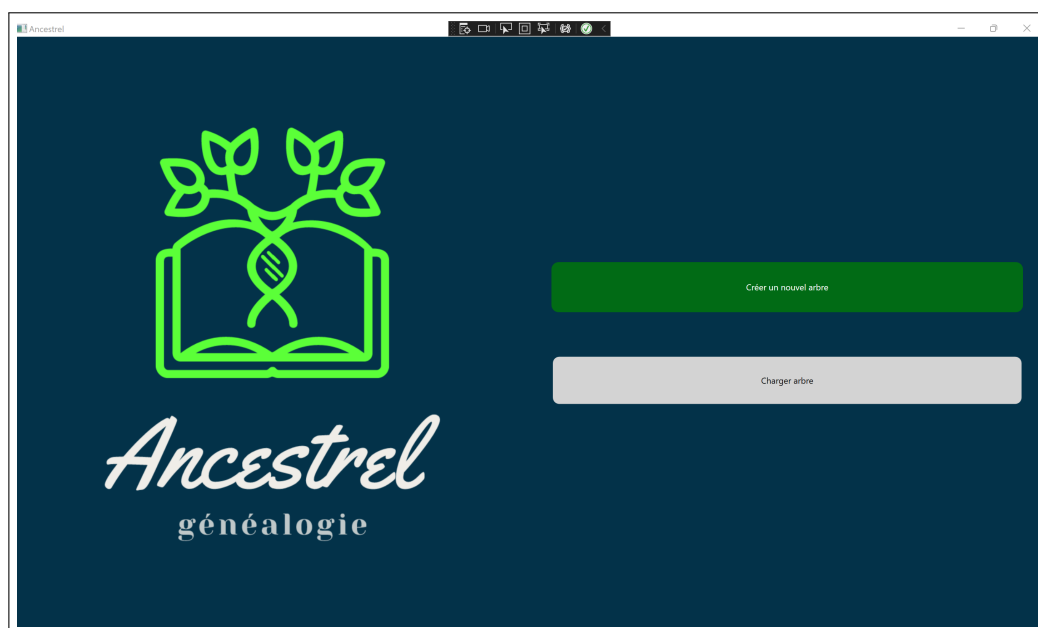 Ancestrel
Créer un nouvel arbre
Charger arbre
Ancestrel
généalogie